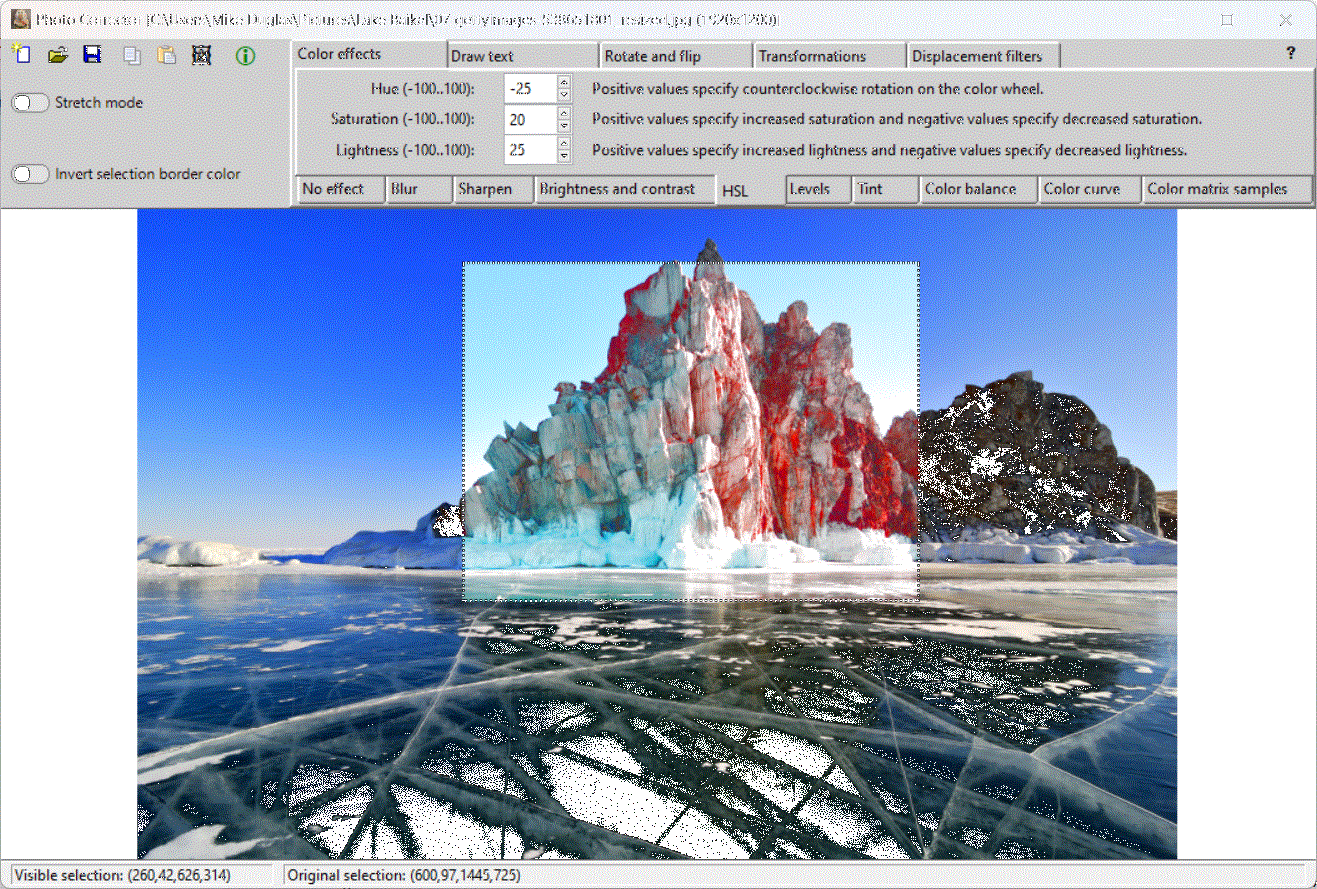 Photo Corrector [C:\Users\Mike Duglas\Pictures\Lake Baikal\07 gettyimages-538651801_resized.jpg (1920x1200)]
Color effects Draw text Rotate and flip Transformations Displacement filters ?
Stretch mode
Invert selection border color
Hue (-100..100): -25 Positive values specify counterclockwise rotation on the color wheel.
Saturation (-100..100): 20 Positive values specify increased saturation and negative values specify decreased saturation.
Lightness (-100..100): 25 Positive values specify increased lightness and negative values specify decreased lightness.
No effect Blur Sharpen Brightness and contrast HSL Levels Tint Color balance Color curve Color matrix samples
Visible selection: (260,42,626,314) Original selection: (600,97,1445,725)